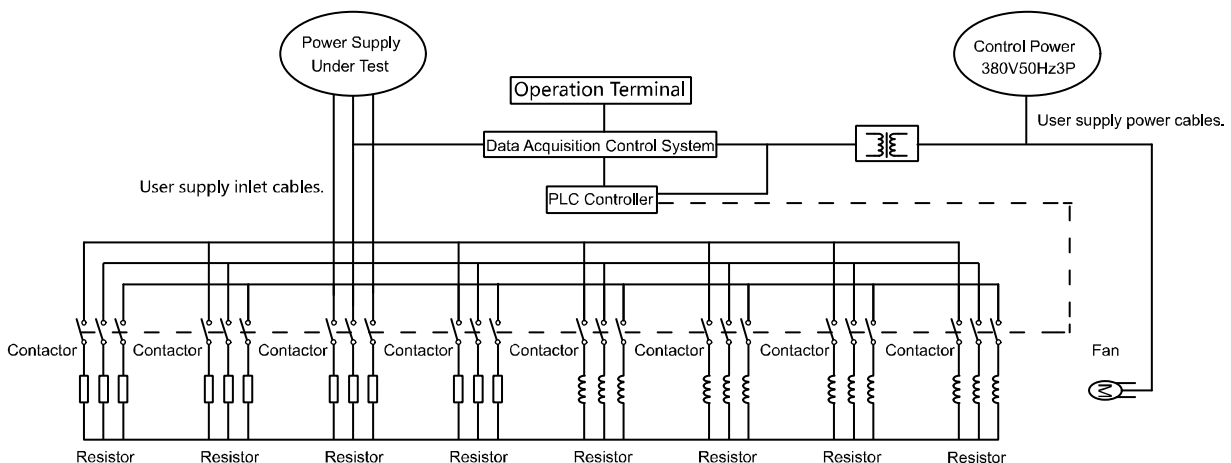 Power Supply
Under Test
Control Power
380V50Hz3P
Operation Terminal
User supply power cables.
Data Acquisition Control System
User supply inlet cables.
PLC Controller
Contactor
Contactor
Contactor
Contactor
Contactor
Contactor
Contactor
Contactor
Fan
M
Resistor
Resistor
Resistor
Resistor
Resistor
Resistor
Resistor
Resistor